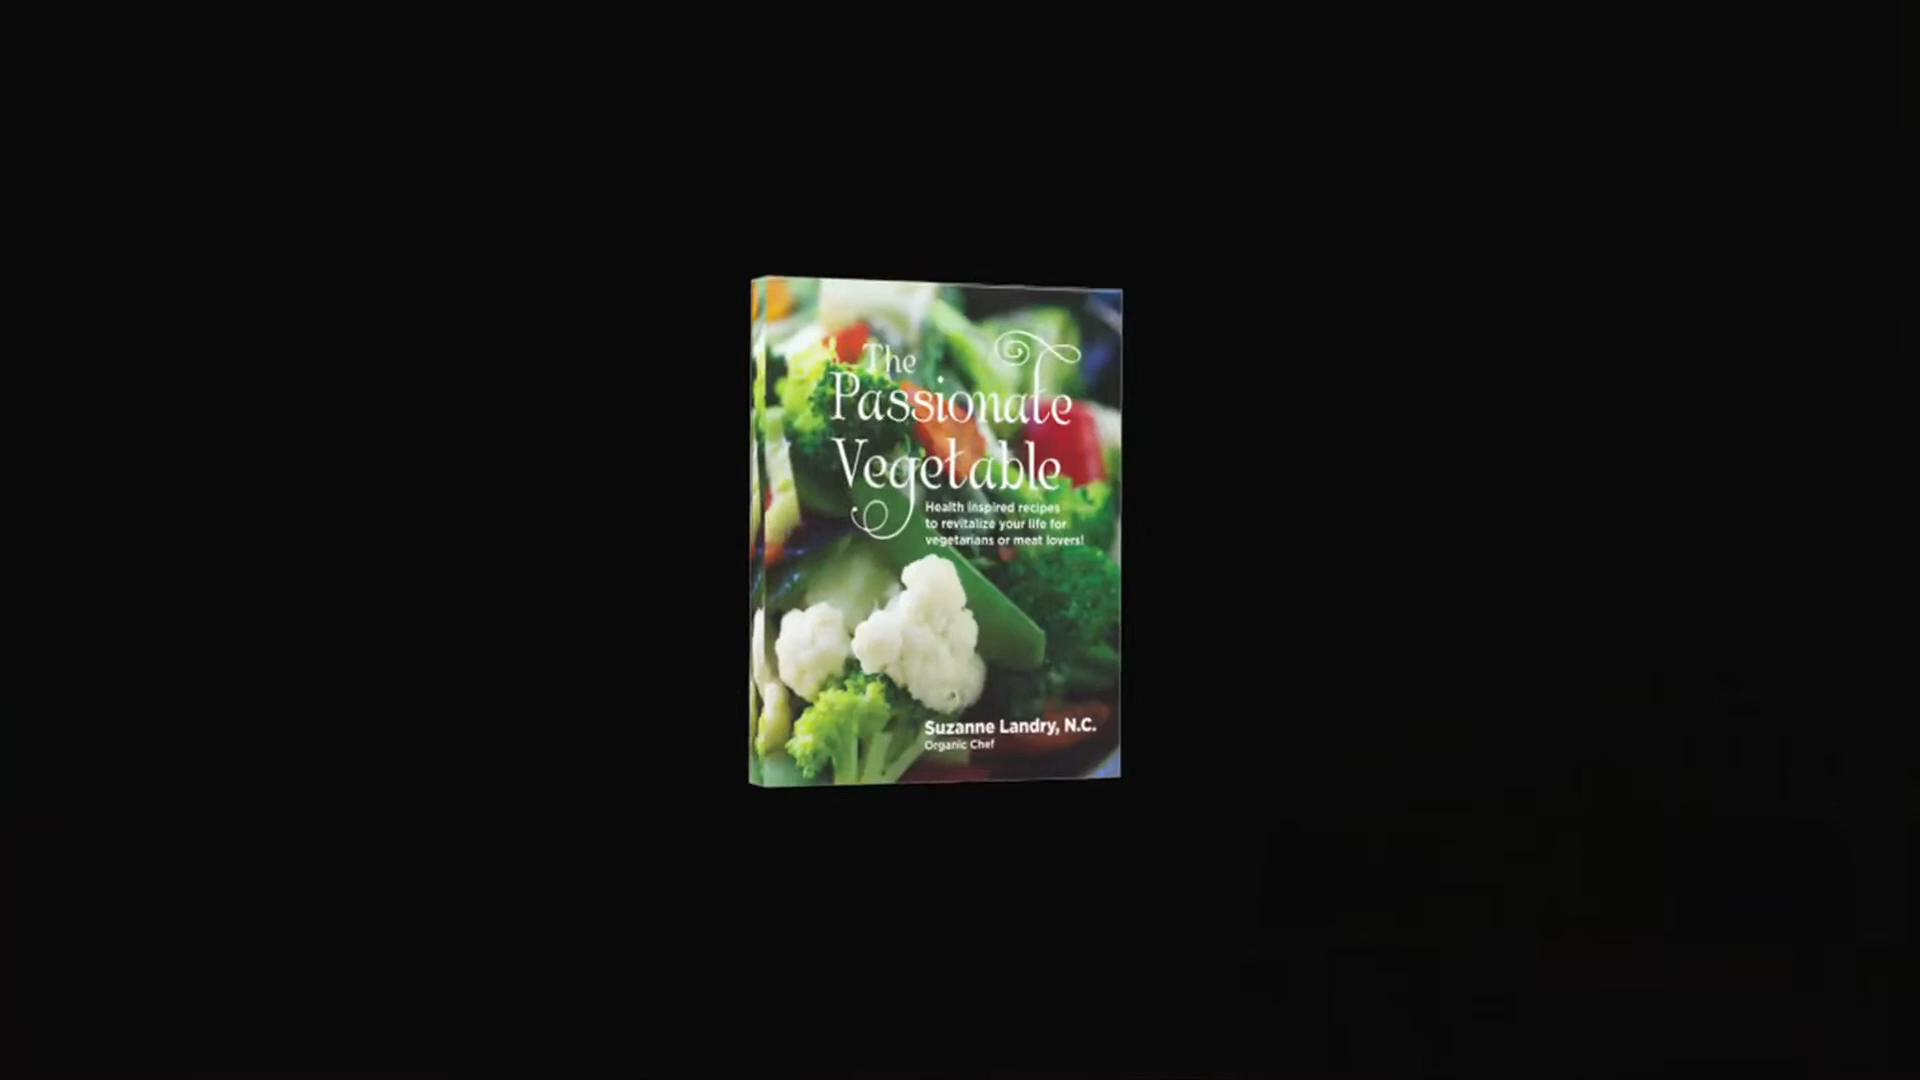 The
Passionate
Vegetable
Health inspired recipes
to revitalize your life for
vegetarians or meat lovers!
Suzanne Landry, N.C.
Organic Chef